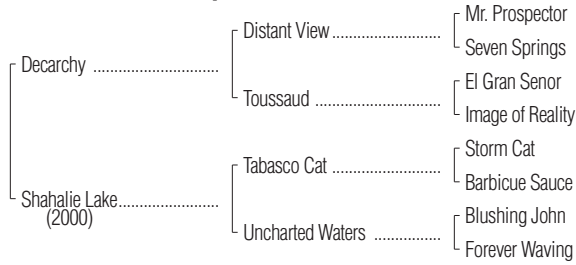 Mr. Prospector
Distant View
Seven Springs
Decarchy
El Gran Senor
Toussaud
Image of Reality
Storm Cat
Tabasco Cat
Barbicue Sauce
Shahalie Lake
(2000)
Blushing John
Uncharted Waters
Forever Waving